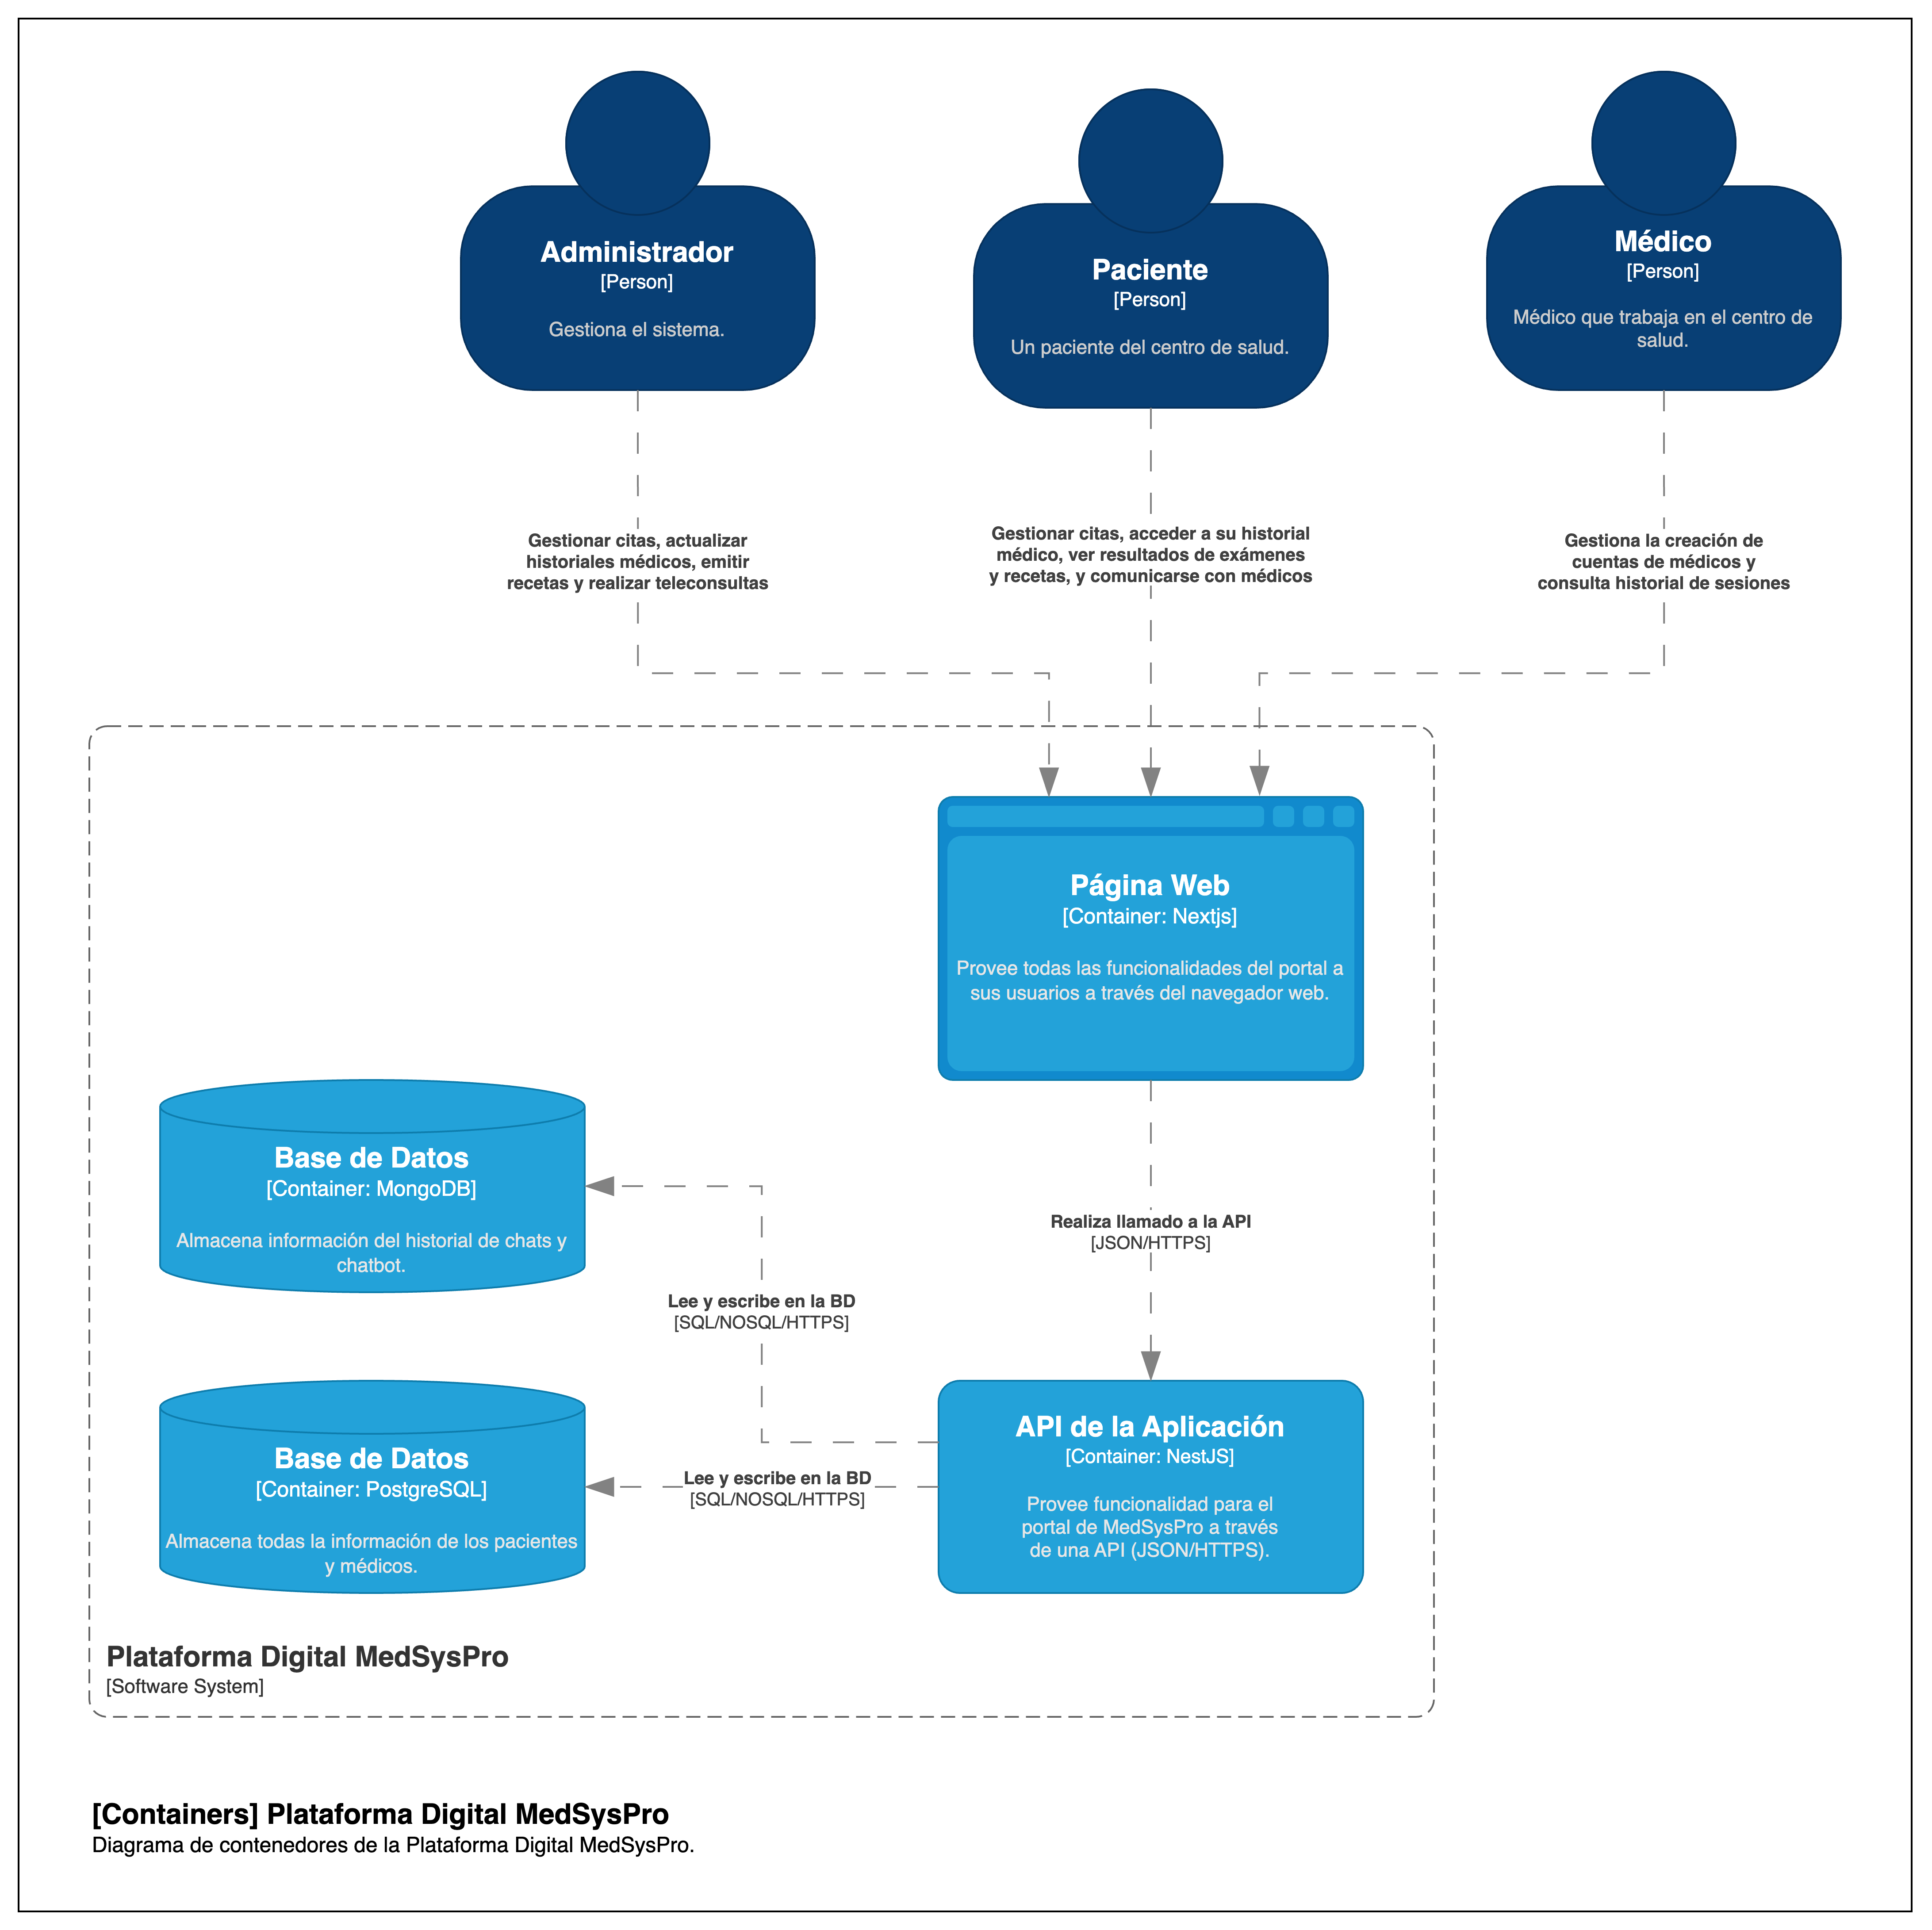 Administrador
[Person]
Gestiona el sistema.
Paciente
[Person]
Un paciente del centro de salud.
Médico
[Person]
Médico que trabaja en el centro de
salud.
Gestionar citas, actualizar
historiales médicos, emitir
recetas y realizar teleconsultas
Gestionar citas, acceder a su historial
médico, ver resultados de exámenes
y recetas, y comunicarse con médicos
Gestiona la creación de
cuentas de médicos y
consulta historial de sesiones
Página Web
[Container: Nextjs]
Provee todas las funcionalidades del portal a
sus usuarios a través del navegador web.
Base de Datos
[Container: MongoDB]
Almacena información del historial de chats y
chatbot.
Realiza llamado a la API
[JSON/HTTPS]
Lee y escribe en la BD
[SQL/NOSQL/HTTPS]
Base de Datos
[Container: PostgreSQL]
Almacena todas la información de los pacientes
y médicos.
Lee y escribe en la BD
[SQL/NOSQL/HTTPS]
API de la Aplicación
[Container: NestJS]
Provee funcionalidad para el
portal de MedSysPro a través
de una API (JSON/HTTPS).
Plataforma Digital MedSysPro
[Software System]
[Containers] Plataforma Digital MedSysPro
Diagrama de contenedores de la Plataforma Digital MedSysPro.